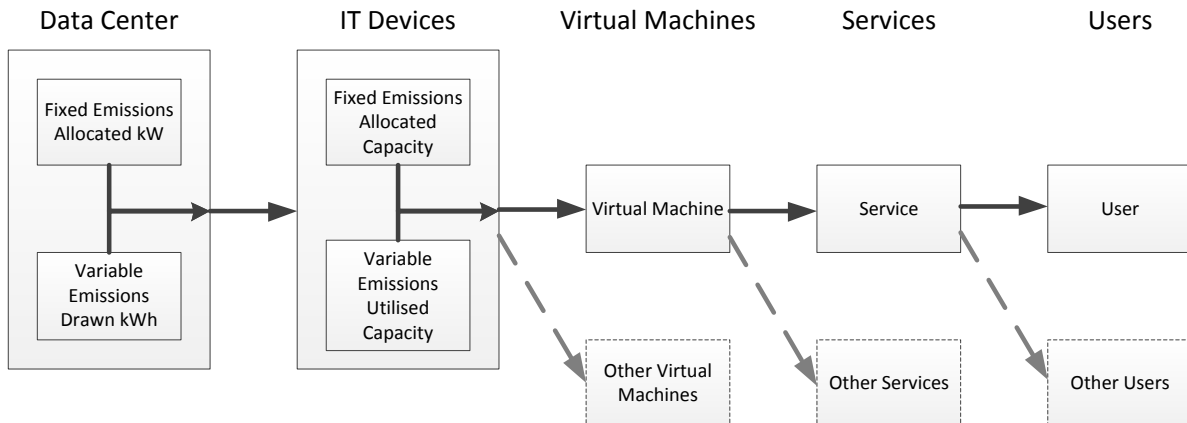 Data Center
IT Devices
Virtual Machines
Services
Users
Fixed Emissions
Allocated kW
Variable
Emissions
Drawn kWh
Fixed Emissions
Allocated
Capacity
Variable
Emissions
Utilised
Capacity
Virtual Machine
Other Virtual
Machines
Service
Other Services
User
Other Users